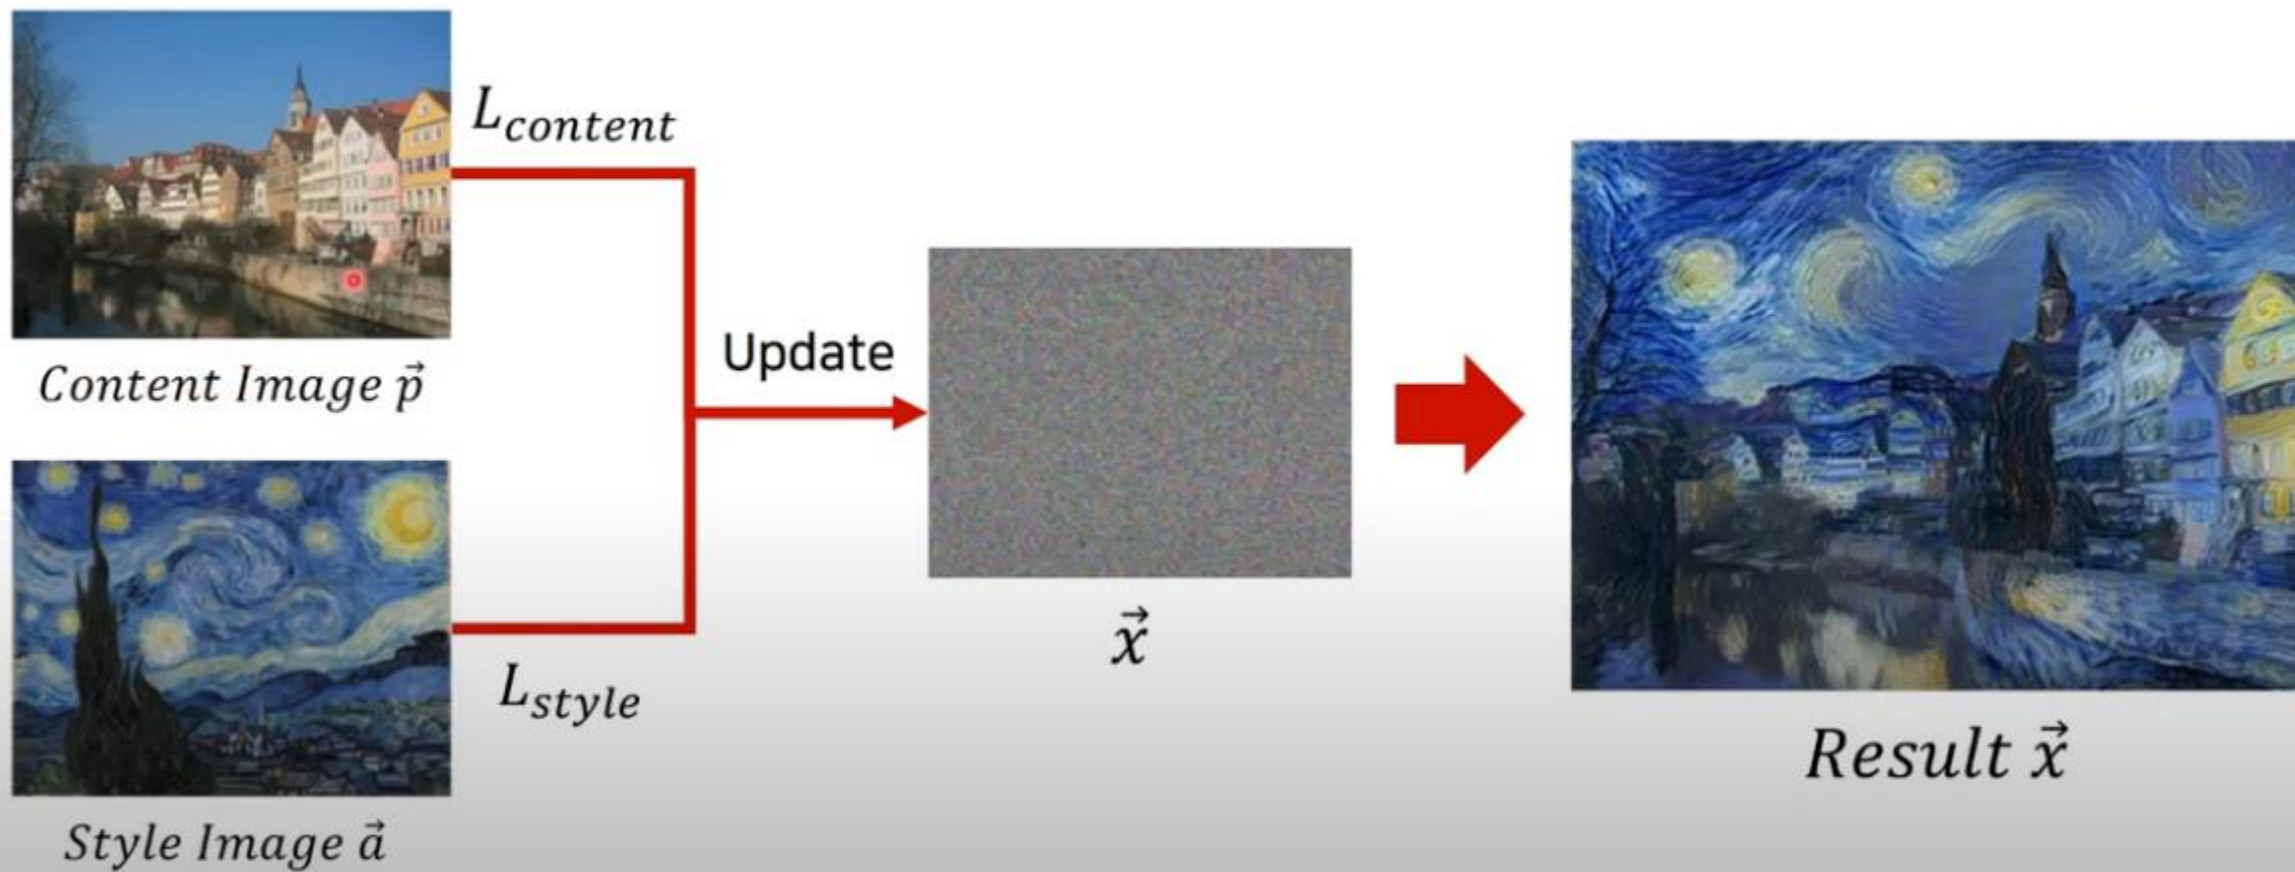 L_content
Content Image p⃗
Update
x⃗
L_style
Style Image a⃗
Result x⃗